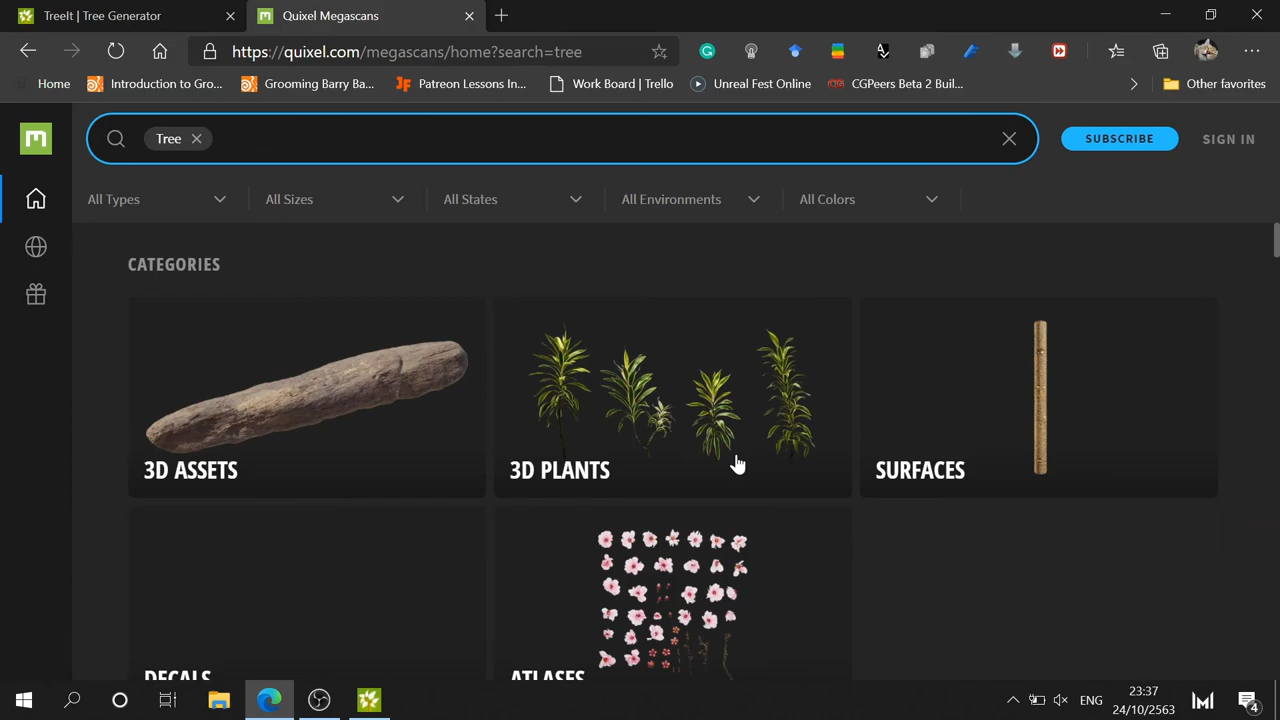 TreeIt | Tree Generator
Quixel Megascans
https://quixel.com/megascans/home?search=tree
Home
Introduction to Gro...
Grooming Barry Ba...
Patreon Lessons In...
Work Board | Trello
Unreal Fest Online
CGPeers Beta 2 Buil...
Other favorites
Tree
SUBSCRIBE
SIGN IN
All Types
All Sizes
All States
All Environments
All Colors
CATEGORIES
3D ASSETS
3D PLANTS
SURFACES
DECALS
ATLASES
ENG
23:37
24/10/2563
4